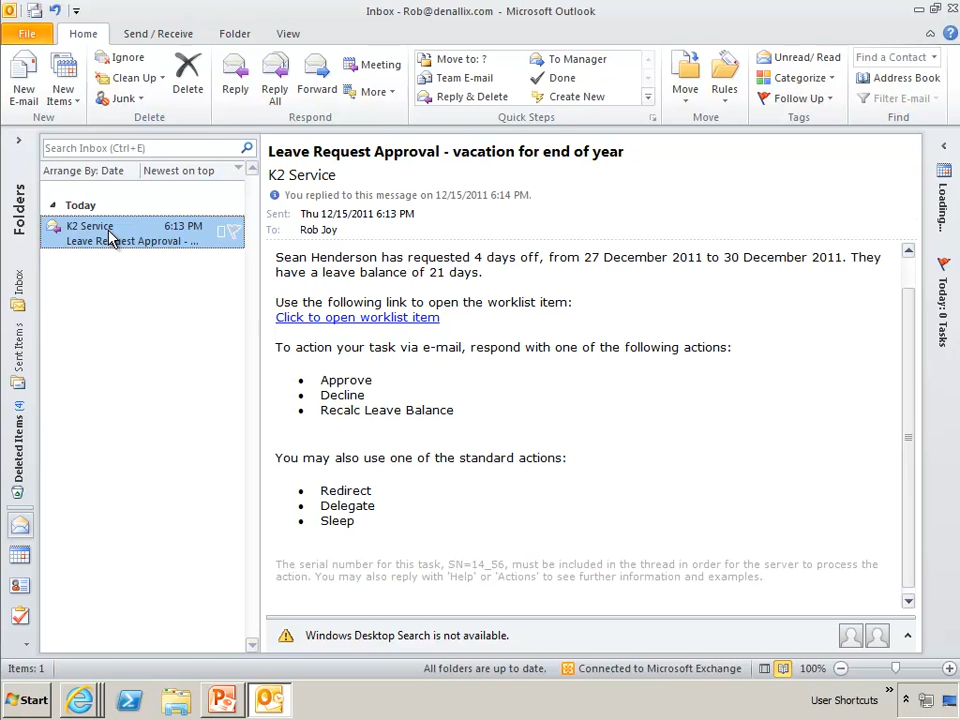 Inbox - Rob@denallix.com - Microsoft Outlook
File Home Send / Receive Folder View
New E-mail
New Items
Ignore
Clean Up
Junk
Delete
Reply
Reply All
Forward
Meeting
More
Move to: ?
Team E-mail
Reply & Delete
To Manager
Done
Create New
Move
Rules
Unread/ Read
Categorize
Follow Up
Find a Contact
Address Book
Filter E-mail
New Delete Respond Quick Steps Move Tags Find
Search Inbox (Ctrl+E)
Arrange By: Date Newest on top
Today
K2 Service 6:13 PM
Leave Request Approval - ...
Folders
Inbox
Sent Items
Deleted Items (4)
Leave Request Approval - vacation for end of year
K2 Service
You replied to this message on 12/15/2011 6:14 PM.
Sent: Thu 12/15/2011 6:13 PM
To: Rob Joy
Sean Henderson has requested 4 days off, from 27 December 2011 to 30 December 2011. They
have a leave balance of 21 days.
Use the following link to open the worklist item:
Click to open worklist item
To action your task via e-mail, respond with one of the following actions:
• Approve
• Decline
• Recalc Leave Balance
You may also use one of the standard actions:
• Redirect
• Delegate
• Sleep
The serial number for this task, SN=14_56, must be included in the thread in order for the server to process the
action. You may also reply with 'Help' or 'Actions' to see further information and examples.
Windows Desktop Search is not available.
Loading...
Today: 0 Tasks
Items: 1 All folders are up to date. Connected to Microsoft Exchange 100%
Start User Shortcuts